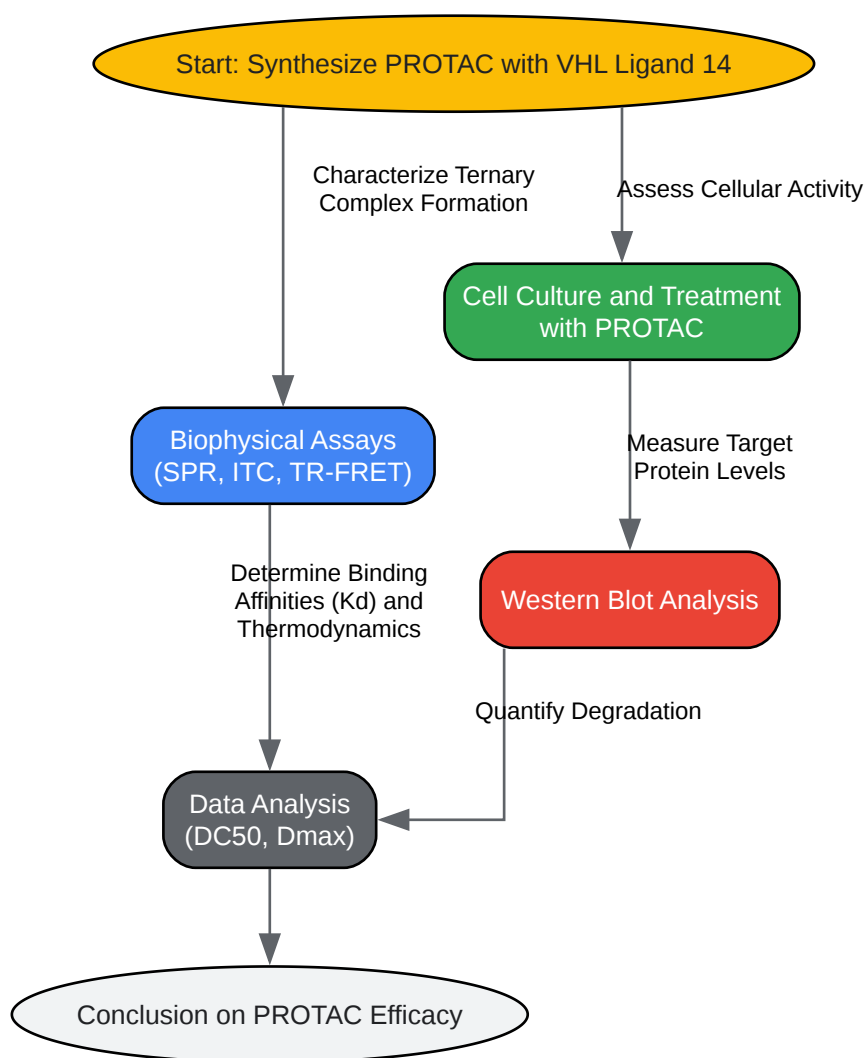 Start: Synthesize PROTAC with VHL Ligand 14
Characterize Ternary
Complex Formation
Assess Cellular Activity
Cell Culture and Treatment
with PROTAC
Biophysical Assays
(SPR, ITC, TR-FRET)
Measure Target
Protein Levels
Determine Binding
Affinities (Kd) and
Thermodynamics
Western Blot Analysis
Quantify Degradation
Data Analysis
(DC50, Dmax)
Conclusion on PROTAC Efficacy